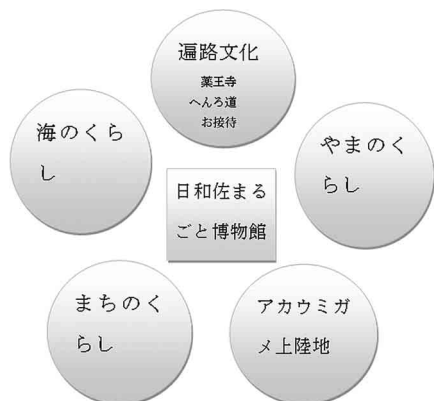 遍路文化
薬王寺
へんろ道
お接待
海のくら
し
やまのく
らし
日和佐まる
ごと博物館
まちのく
らし
アカウミガ
メ上陸地